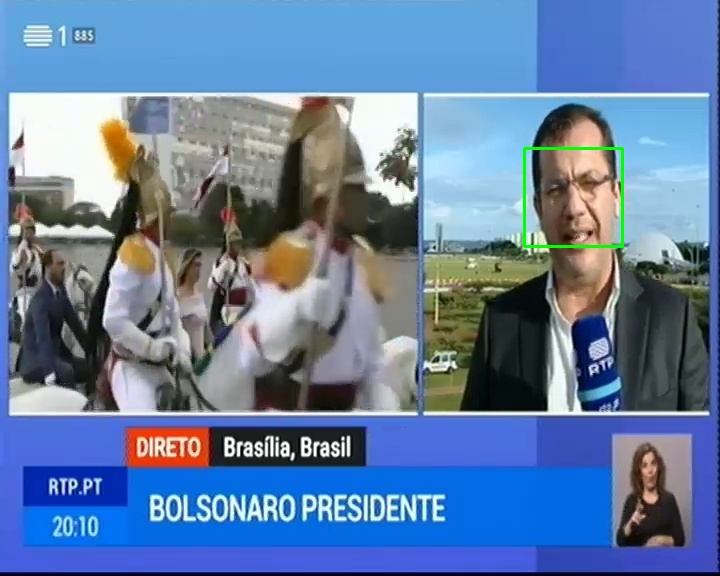 1 885
RTP
DIRETO Brasília, Brasil
RTP.PT
20:10
BOLSONARO PRESIDENTE